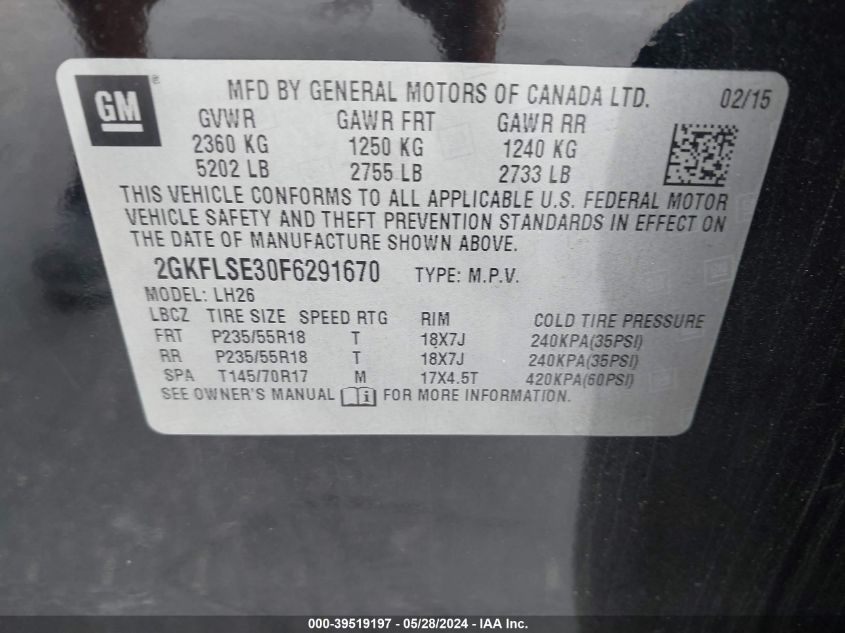 GM®
MFD BY GENERAL MOTORS OF CANADA LTD. 02/15
GVWR GAWR FRT GAWR RR
2360 KG 1250 KG 1240 KG
5202 LB 2755 LB 2733 LB
THIS VEHICLE CONFORMS TO ALL APPLICABLE U.S. FEDERAL MOTOR
VEHICLE SAFETY AND THEFT PREVENTION STANDARDS IN EFFECT ON
THE DATE OF MANUFACTURE SHOWN ABOVE.
2GKFLSE30F6291670 TYPE: M.P.V.
MODEL: LH26
LBCZ TIRE SIZE SPEED RTG RIM COLD TIRE PRESSURE
FRT P235/55R18 T 18X7J 240KPA(35PSI)
RR P235/55R18 T 18X7J 240KPA(35PSI)
SPA T145/70R17 M 17X4.5T 420KPA(60PSI)
SEE OWNER'S MANUAL i FOR MORE INFORMATION.
000-39519197 - 05/28/2024 - IAA Inc.